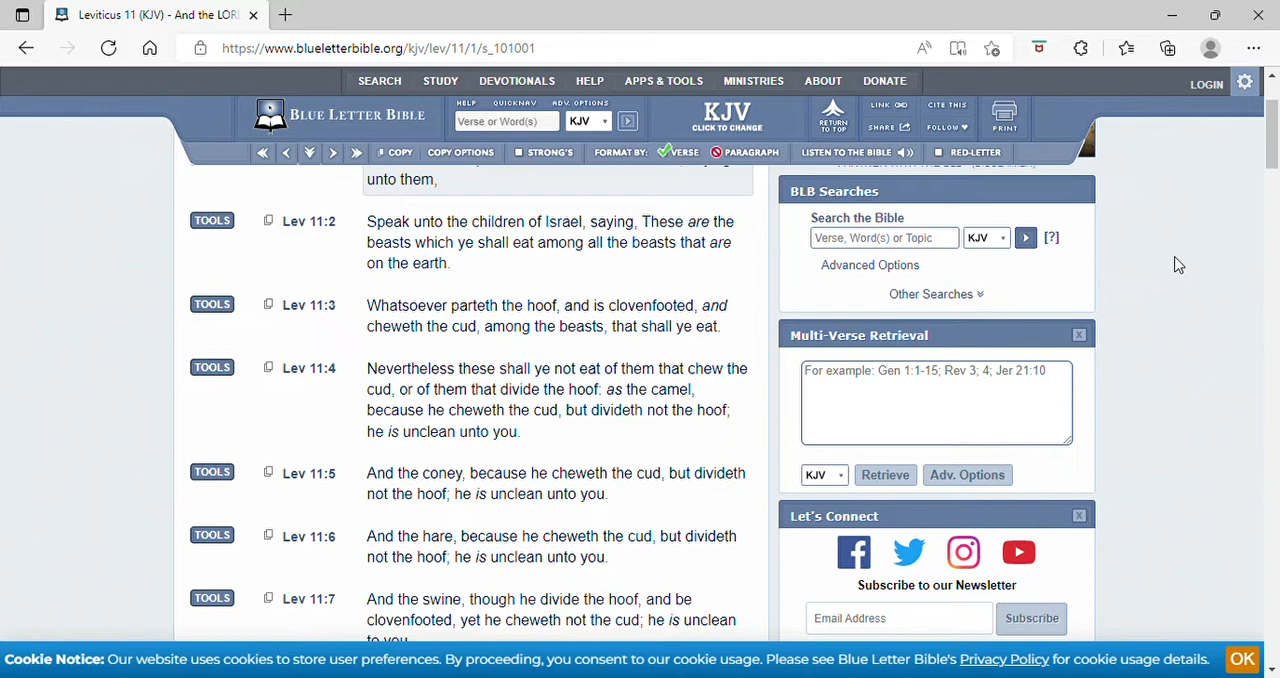 Leviticus 11 (KJV) - And the LOR
https://www.blueletterbible.org/kjv/lev/11/1/s_101001
SEARCH STUDY DEVOTIONALS HELP APPS & TOOLS MINISTRIES ABOUT DONATE
LOGIN
BLUE LETTER BIBLE
HELP QUICKNAV ADV. OPTIONS
Verse or Word(s) KJV
KJV
CLICK TO CHANGE
RETURN
TO TOP
LINK CITE THIS
SHARE FOLLOW
PRINT
COPY COPY OPTIONS STRONG'S FORMAT BY: VERSE PARAGRAPH LISTEN TO THE BIBLE RED-LETTER
unto them,
TOOLS Lev 11:2 Speak unto the children of Israel, saying, These are the
beasts which ye shall eat among all the beasts that are
on the earth.
TOOLS Lev 11:3 Whatsoever parteth the hoof, and is clovenfooted, and
cheweth the cud, among the beasts, that shall ye eat.
TOOLS Lev 11:4 Nevertheless these shall ye not eat of them that chew the
cud, or of them that divide the hoof: as the camel,
because he cheweth the cud, but divideth not the hoof;
he is unclean unto you.
TOOLS Lev 11:5 And the coney, because he cheweth the cud, but divideth
not the hoof; he is unclean unto you.
TOOLS Lev 11:6 And the hare, because he cheweth the cud, but divideth
not the hoof; he is unclean unto you.
TOOLS Lev 11:7 And the swine, though he divide the hoof, and be
clovenfooted, yet he cheweth not the cud; he is unclean
to you.
BLB Searches
Search the Bible
Verse, Word(s) or Topic KJV [?]
Advanced Options
Other Searches
Multi-Verse Retrieval x
For example: Gen 1:1-15; Rev 3; 4; Jer 21:10
KJV Retrieve Adv. Options
Let's Connect x
Subscribe to our Newsletter
Email Address Subscribe
Cookie Notice: Our website uses cookies to store user preferences. By proceeding, you consent to our cookie usage. Please see Blue Letter Bible's Privacy Policy for cookie usage details. OK